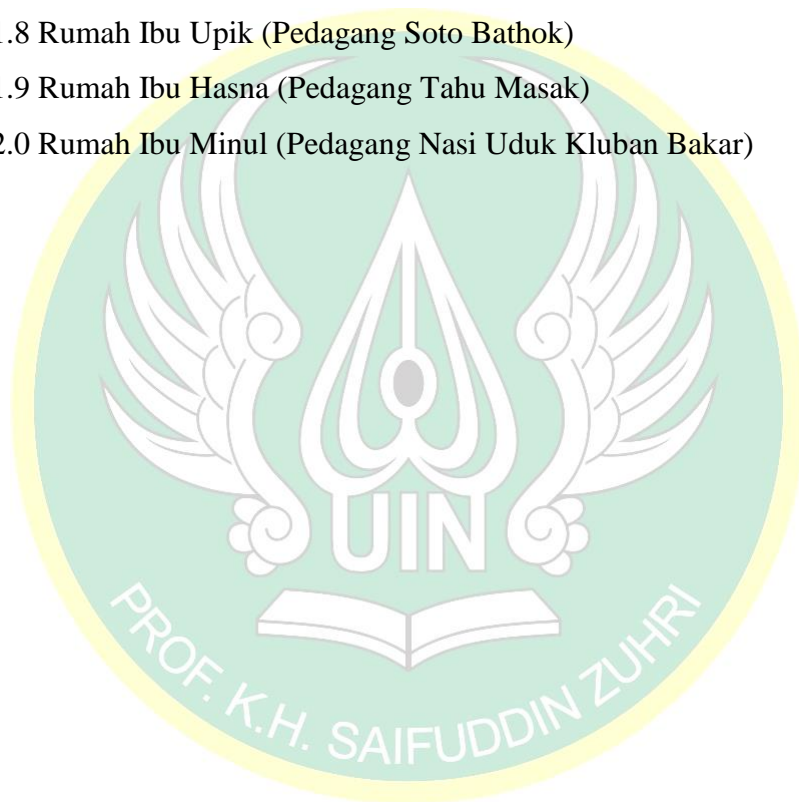 .8 Rumah Ibu Upik (Pedagang Soto Bathok)
.9 Rumah Ibu Hasna (Pedagang Tahu Masak)
2.0 Rumah Ibu Minul (Pedagang Nasi Uduk Kluban Bakar)
UIN
PROF. K.H. SAIFUDDIN ZUHRI